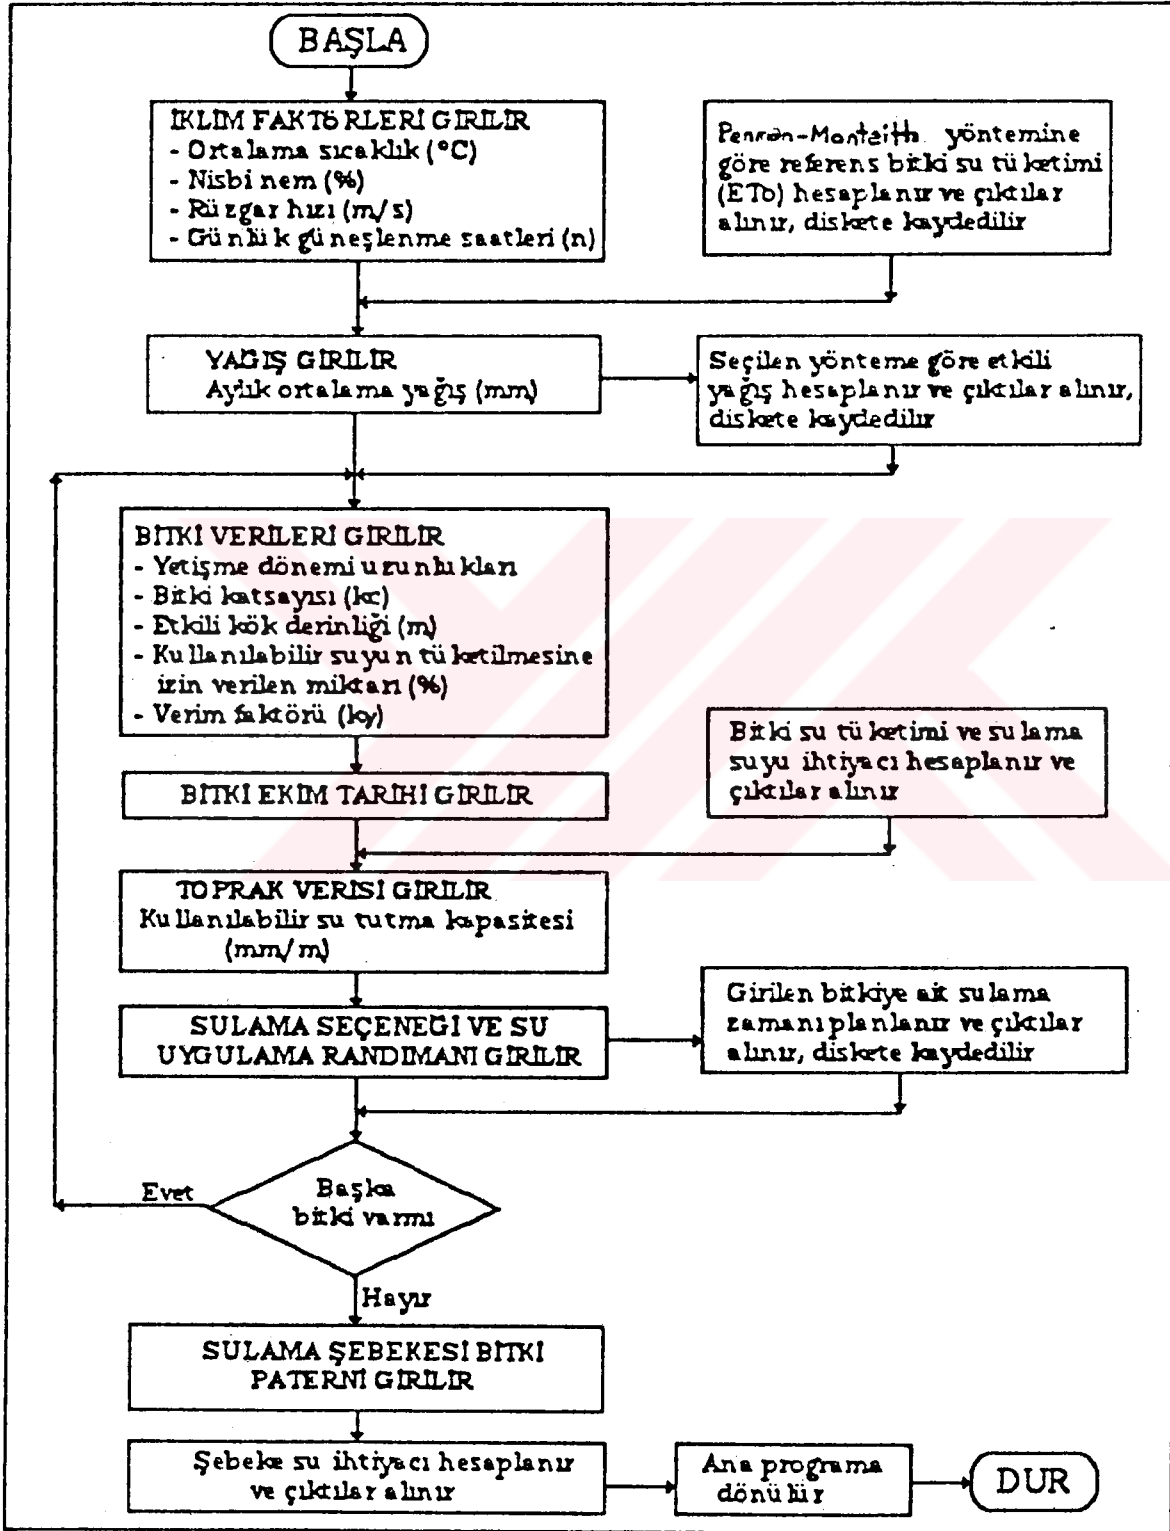 BAŞLA
İKLİM FAKTÖRLERİ GİRİLİR
- Ortalama sıcaklık (°C)
- Nisbi nem (%)
- Rüzgar hızı (m/s)
- Günlük güneşlenme saatleri (n)
Penman-Monteith yöntemine
göre referens bitki su tüketimi
(ETo) hesaplanır ve çıktılar
alınır, diskete kaydedilir
YAĞIŞ GİRİLİR
Aylık ortalama yağış (mm)
Seçilen yönteme göre etkili
yağış hesaplanır ve çıktılar alınır,
diskete kaydedilir
BİTKİ VERİLERİ GİRİLİR
- Yetişme dönemi uzunlukları
- Bitki katsayısı (kc)
- Etkili kök derinliği (m)
- Kullanılabilir suyun tüketilmesine
izin verilen miktarı (%)
- Verim faktörü (ky)
Bitki su tüketimi ve sulama
suyu ihtiyacı hesaplanır ve
çıktılar alınır
BİTKİ EKİM TARİHİ GİRİLİR
TOPRAK VERİSİ GİRİLİR
Kullanılabilir su tutma kapasitesi
(mm/m)
SULAMA SEÇENEĞİ VE SU
UYGULAMA RANDIMANI GİRİLİR
Girilen bitkiye ait sulama
zamanı planlanır ve çıktılar
alınır, diskete kaydedilir
Evet
Başka
bitki varmı
Hayır
SULAMA ŞEBEKESİ BİTKİ
PATERNİ GİRİLİR
Şebeke su ihtiyacı hesaplanır
ve çıktılar alınır
Ana programa
dönülür
DUR